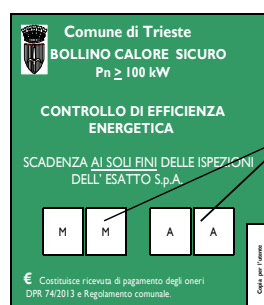 Comune di Trieste
BOLLINO CALORE SICURO
Pn ≥ 100 kW
CONTROLLO DI EFFICIENZA
ENERGETICA
SCADENZA AI SOLI FINI DELLE ISPEZIONI
DELL' ESATTO S.p.A.
M M A A
€ Costituisce ricevuta di pagamento degli oneri
DPR 74/2013 e Regolamento comunale.
Copia per l'utente